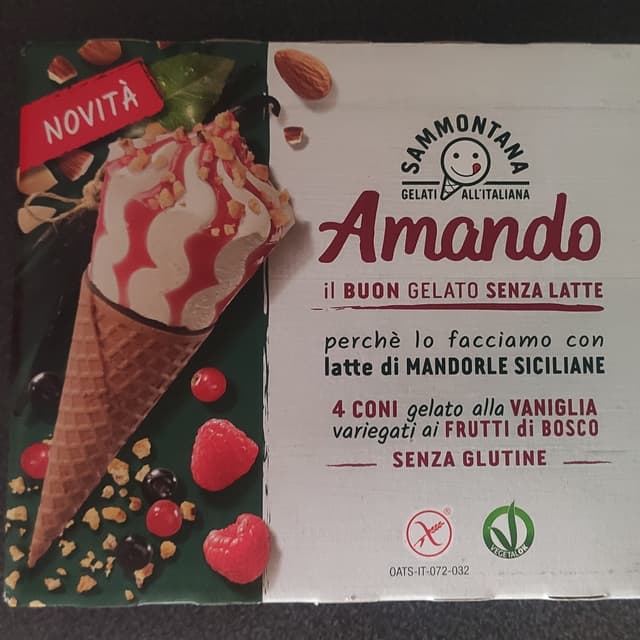 NOVITÀ
SAMMONTANA
GELATI ALL'ITALIANA
Amando
il BUON GELATO SENZA LATTE
perchè lo facciamo con
latte di MANDORLE SICILIANE
4 CONI gelato alla VANIGLIA
variegati ai FRUTTI di BOSCO
SENZA GLUTINE
VEGETALOK
OATS-IT-072-032